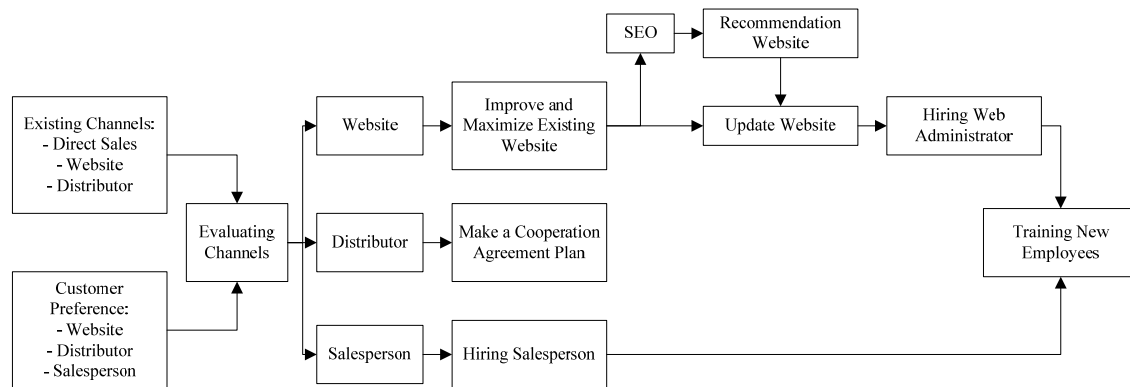 Existing Channels:
- Direct Sales
- Website
- Distributor
Customer
Preference:
- Website
- Distributor
- Salesperson
Evaluating
Channels
Website
Improve and
Maximize Existing
Website
SEO
Recommendation
Website
Update Website
Hiring Web
Administrator
Distributor
Make a Cooperation
Agreement Plan
Salesperson
Hiring Salesperson
Training New
Employees